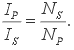 I_P / I_S = N_S / N_P.